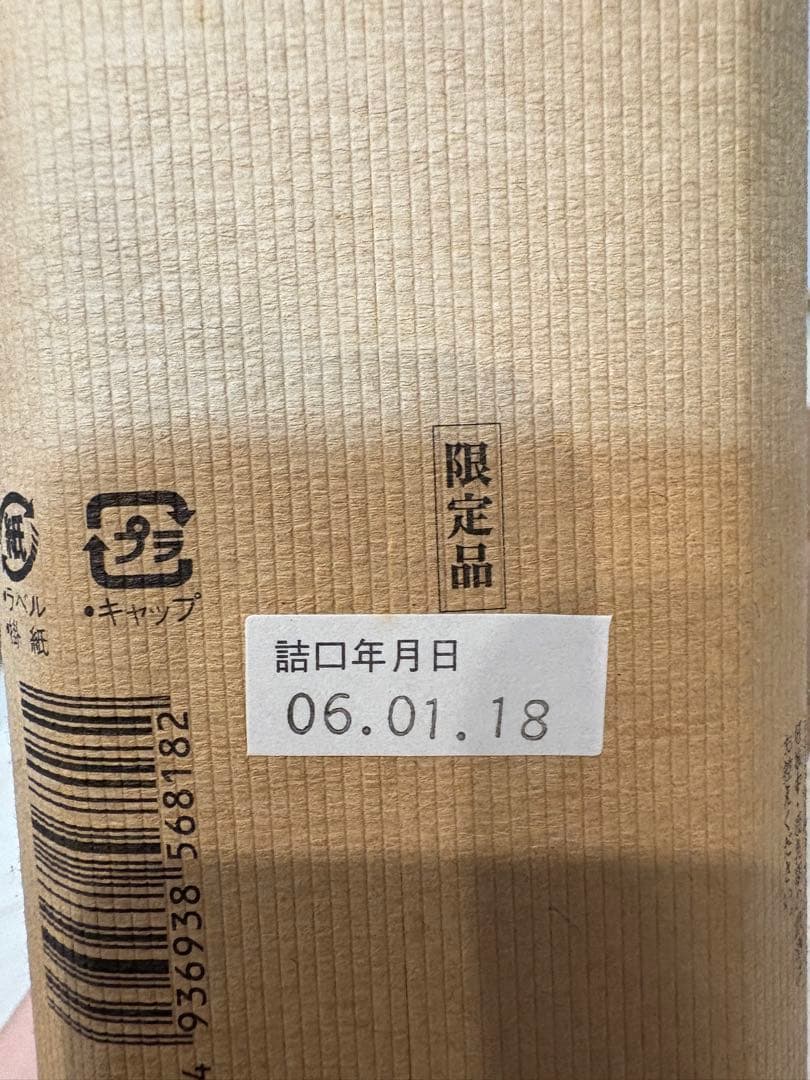 限定品
紙
プラ
ラベル
掛紙
・キャップ
詰口年月日
06.01.18
4 936938 568182